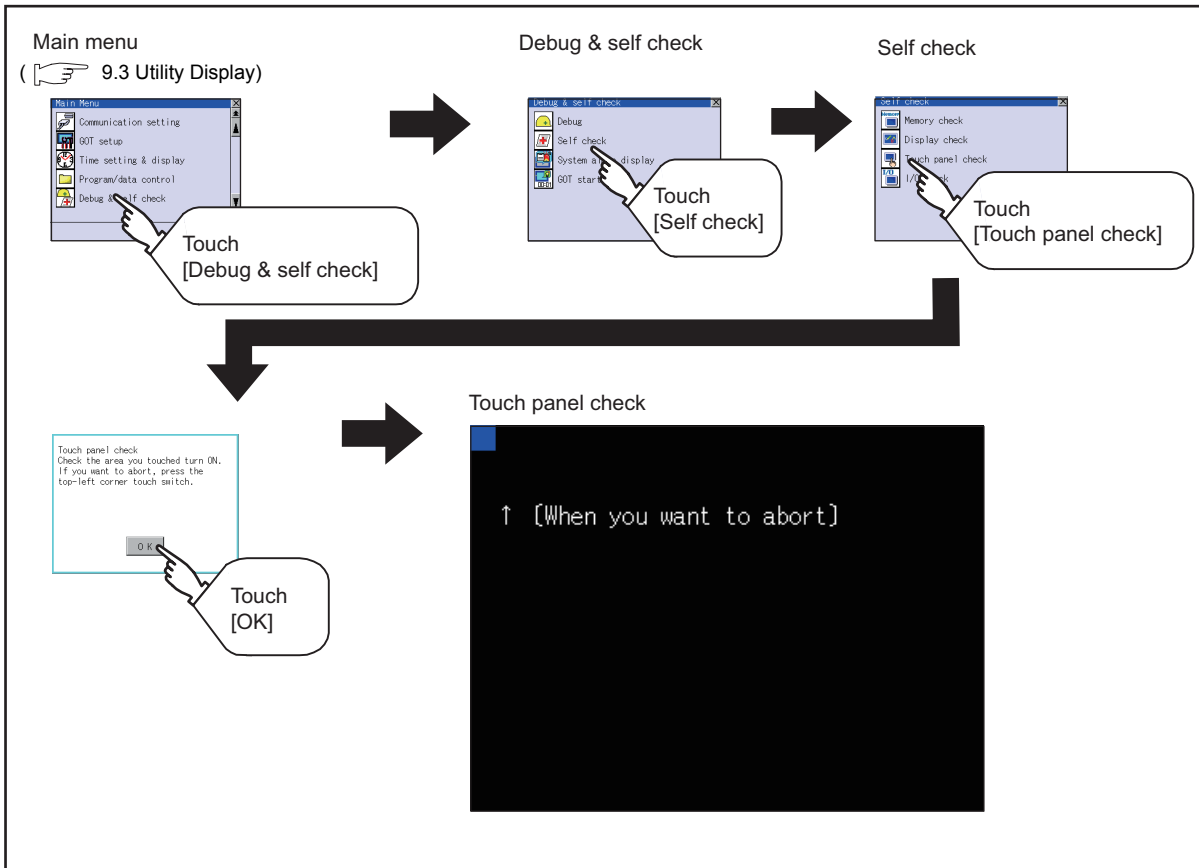 Main menu
( 9.3 Utility Display)
Main Menu
Communication setting
GOT setup
Time setting & display
Program/data control
Debug & self check
Touch
[Debug & self check]
Debug & self check
Debug & self check
Debug
Self check
System display
GOT start
Touch
[Self check]
Self check
Self check
Memory check
Display check
Touch panel check
I/O
Touch
[Touch panel check]
Touch panel check
Check the area you touched turn ON.
If you want to abort, press the
top-left corner touch switch.
OK
Touch
[OK]
Touch panel check
↑ [When you want to abort]